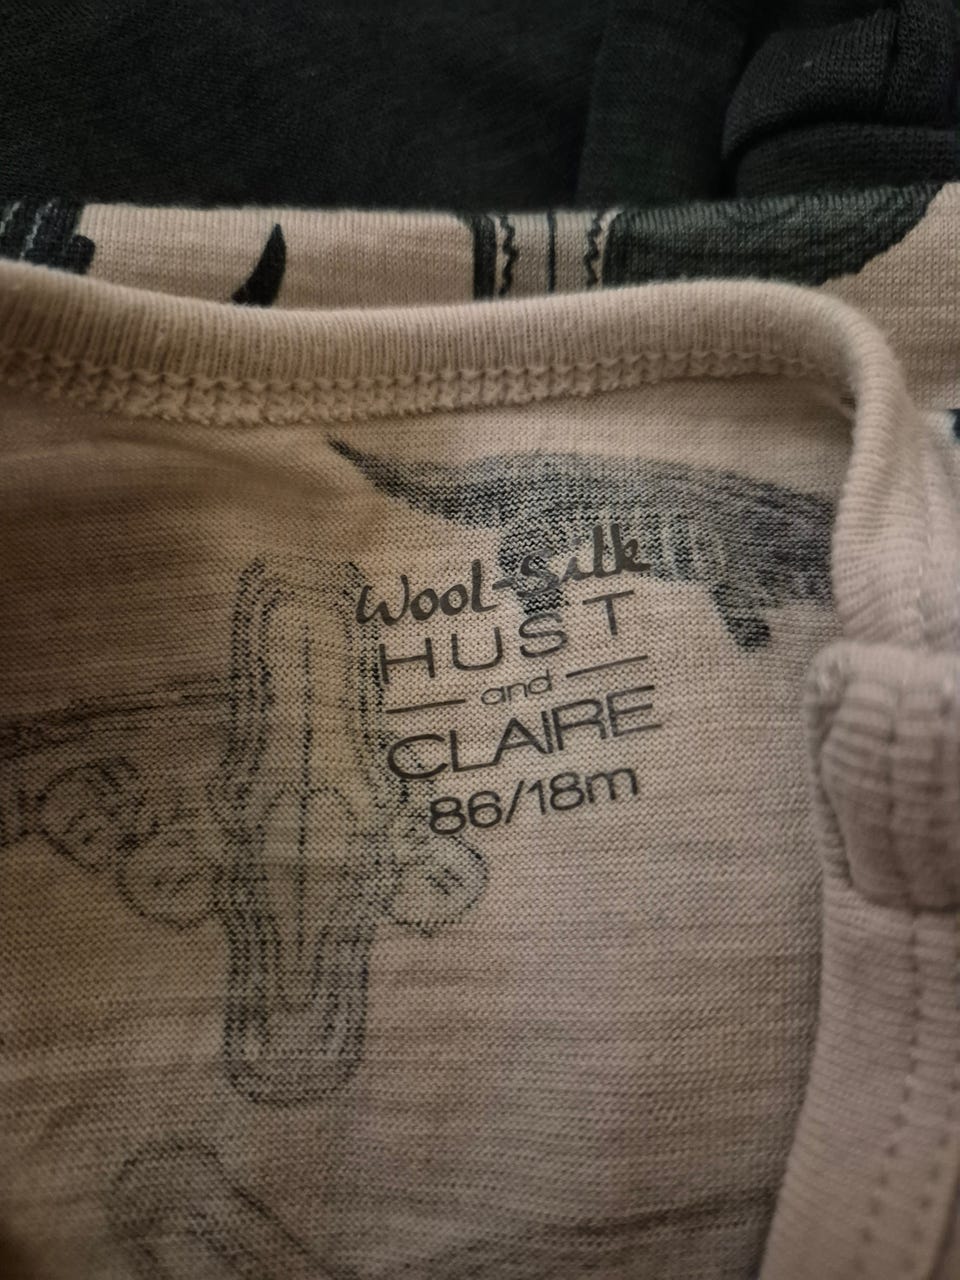 Wool-Silk
HUST
and
CLAIRE
86/18m